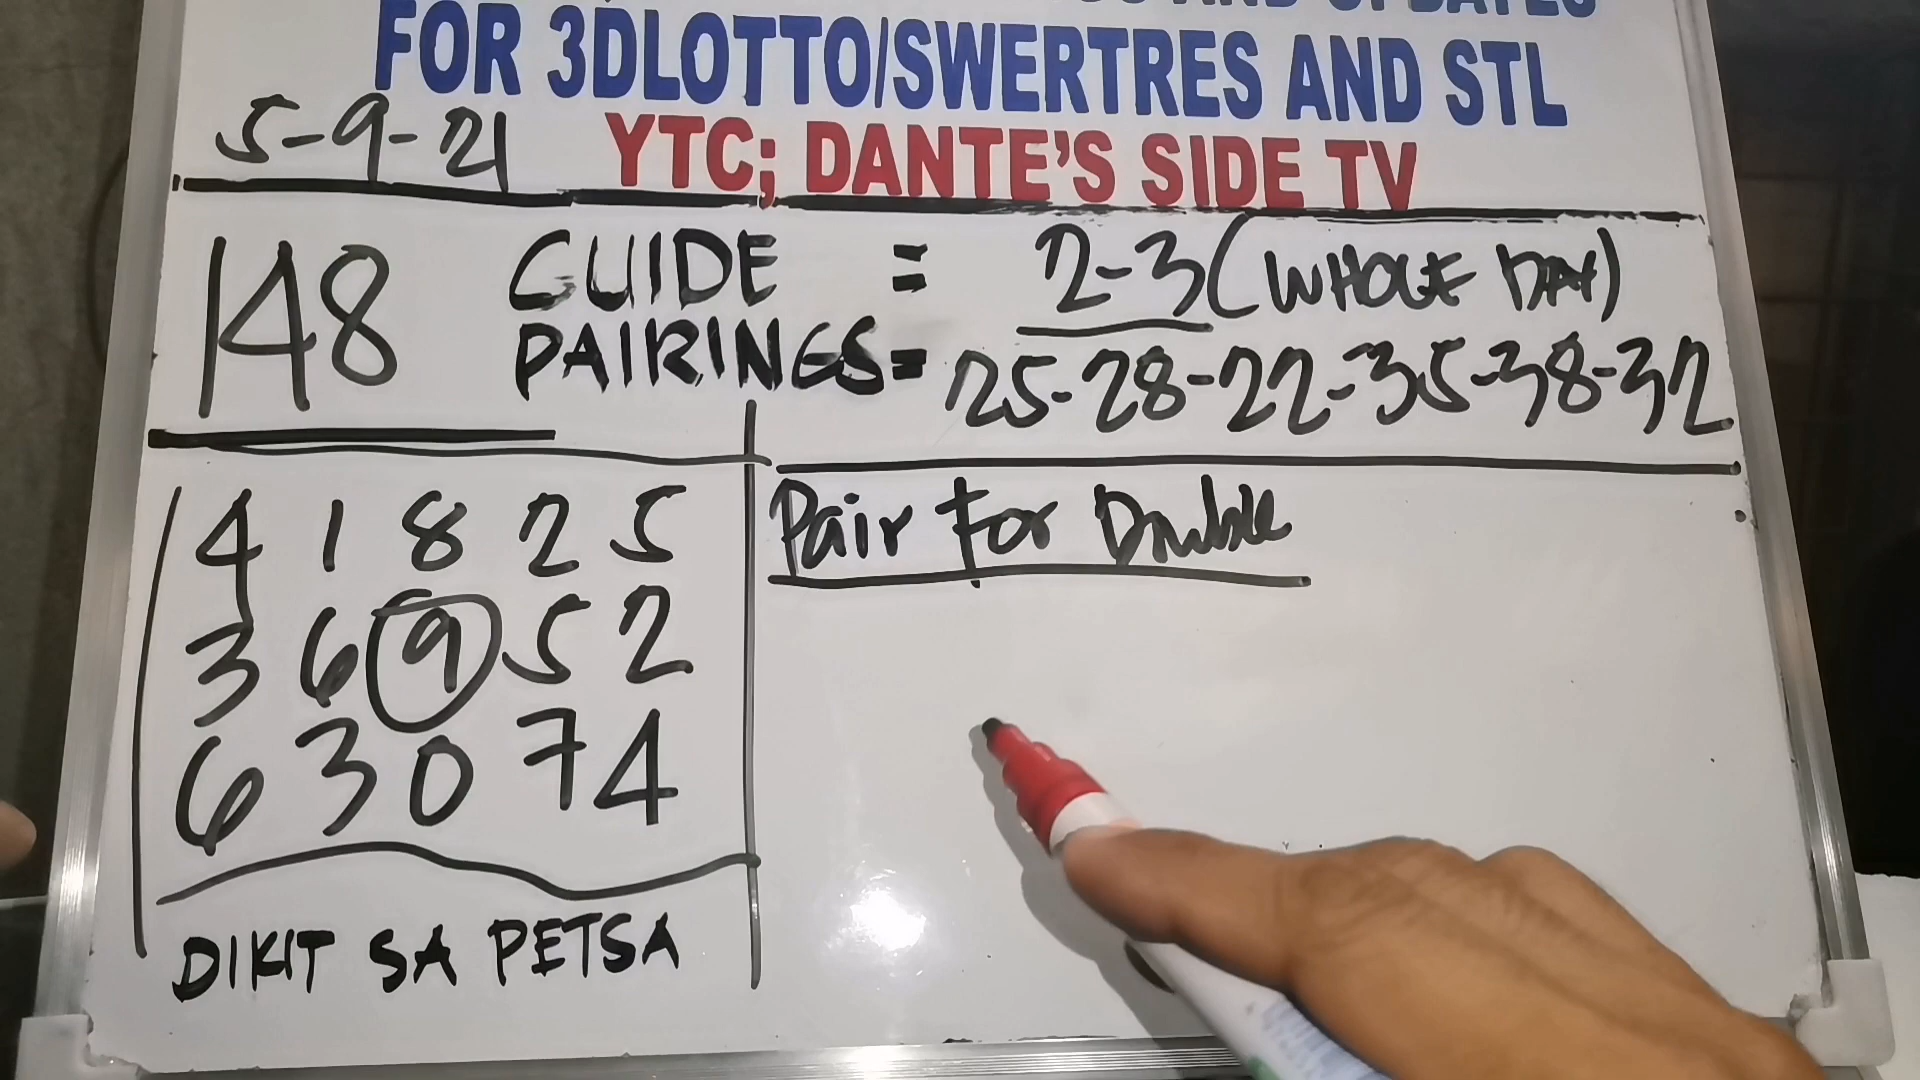 AND UPDATES
FOR 3DLOTTO/SWERTRES AND STL
5-9-21 YTC; DANTE'S SIDE TV
148 GUIDE = 2-3 (WHOLE DAY)
PAIRINGS = 25-28-22-35-38-32
4 1 8 2 5
3 6 9 5 2
6 3 0 7 4
DIKIT SA PETSA
Pair For Double